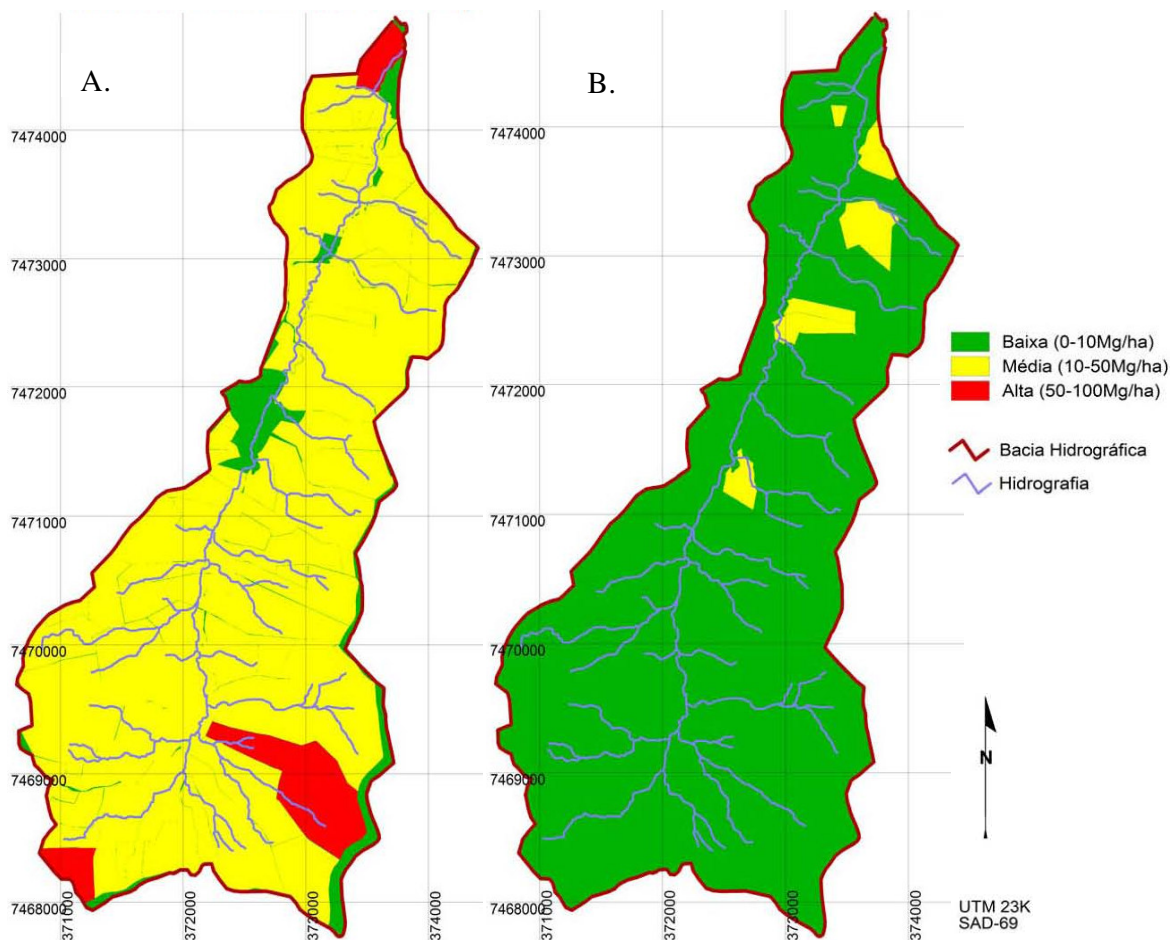 A.
7474000
7473000
7472000
7471000
7470000
7469000
7468000
371000
372000
373000
374000
B.
7474000
7473000
7472000
7471000
7470000
7469000
7468000
371000
372000
373000
374000
Baixa (0-10Mg/ha)
Média (10-50Mg/ha)
Alta (50-100Mg/ha)
Bacia Hidrográfica
Hidrografia
N
UTM 23K
SAD-69